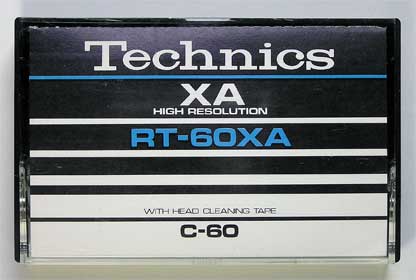 Technics
XA
HIGH RESOLUTION
RT-60XA
WITH HEAD CLEANING TAPE
C-60